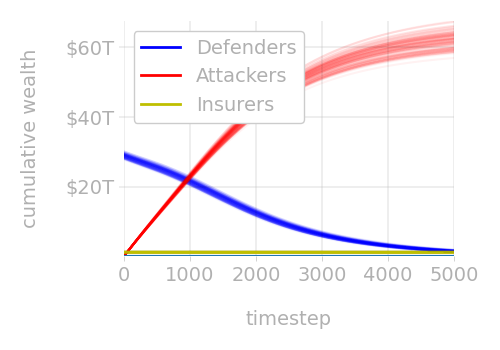 cumulative wealth
$60T
$40T
$20T
Defenders
Attackers
Insurers
0 1000 2000 3000 4000 5000
timestep